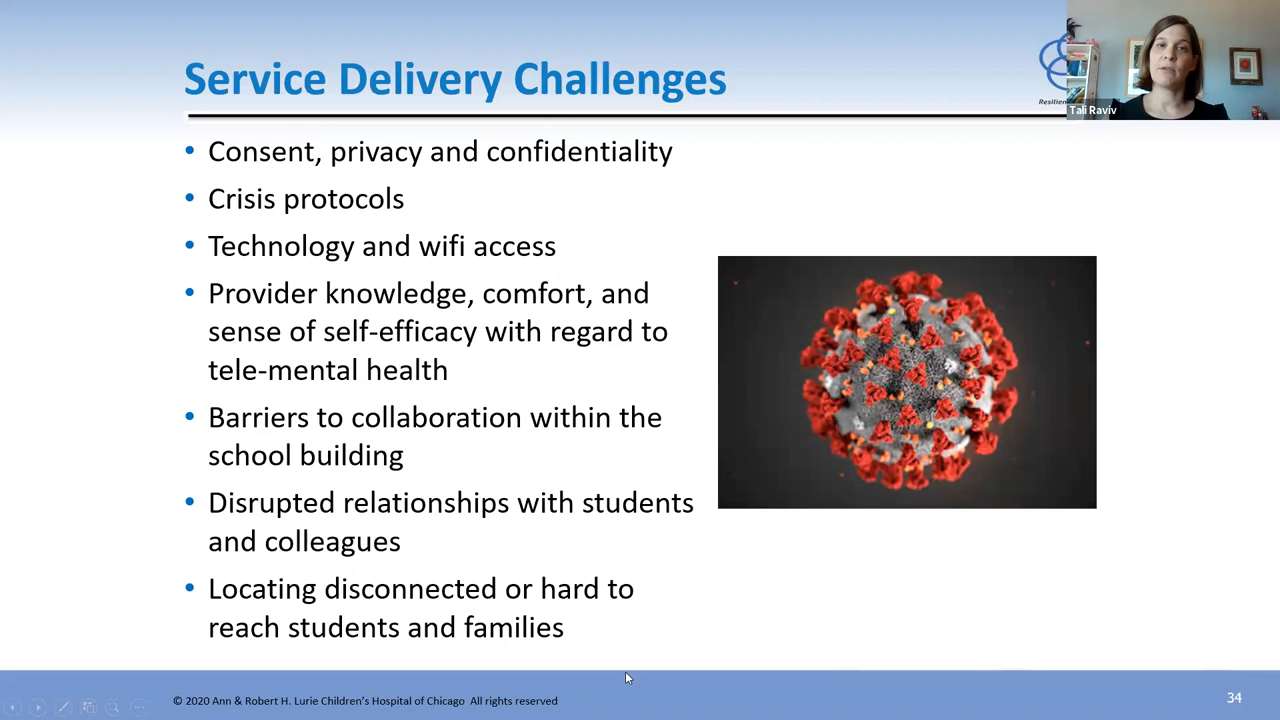 Service Delivery Challenges
Resilien
Tali Raviv
• Consent, privacy and confidentiality
• Crisis protocols
• Technology and wifi access
• Provider knowledge, comfort, and
sense of self-efficacy with regard to
tele-mental health
• Barriers to collaboration within the
school building
• Disrupted relationships with students
and colleagues
• Locating disconnected or hard to
reach students and families
© 2020 Ann & Robert H. Lurie Children's Hospital of Chicago All rights reserved
34